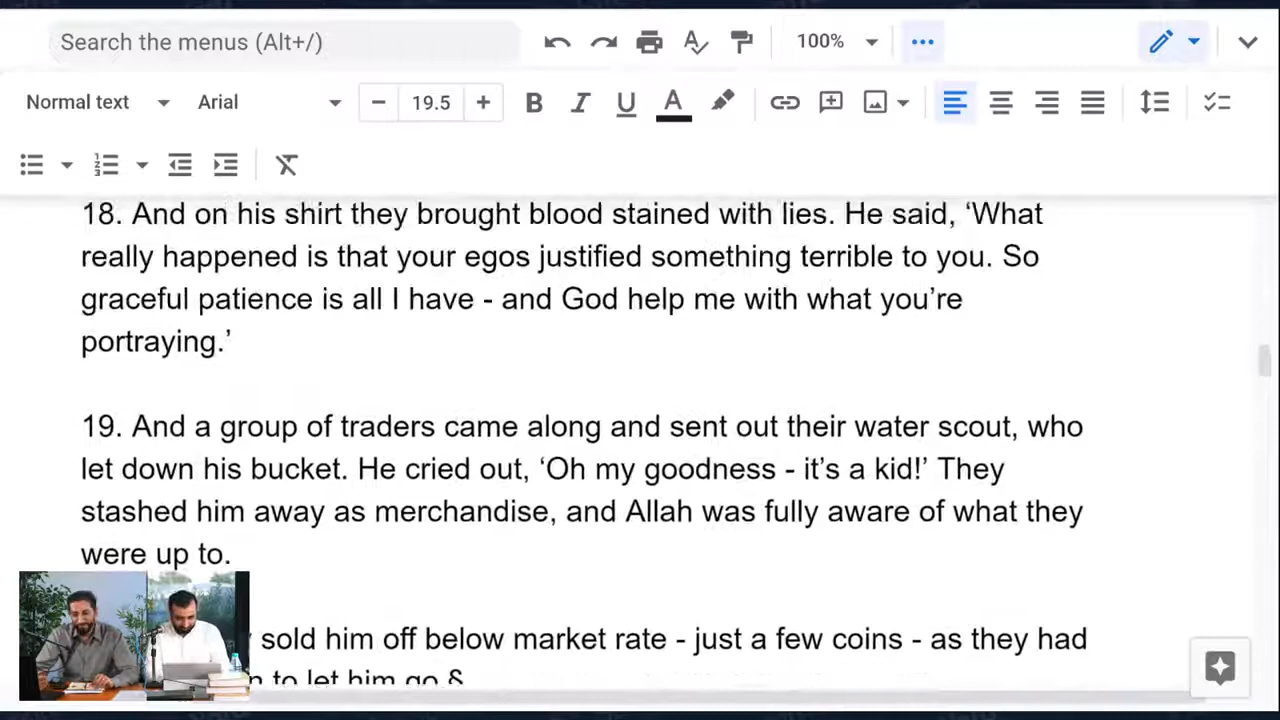 Search the menus (Alt+/)
100%
Normal text
Arial
− 19.5 +
B I U A
18. And on his shirt they brought blood stained with lies. He said, ‘What
really happened is that your egos justified something terrible to you. So
graceful patience is all I have - and God help me with what you’re
portraying.’
19. And a group of traders came along and sent out their water scout, who
let down his bucket. He cried out, ‘Oh my goodness - it’s a kid!’ They
stashed him away as merchandise, and Allah was fully aware of what they
were up to.
sold him off below market rate - just a few coins - as they had
to let him go.